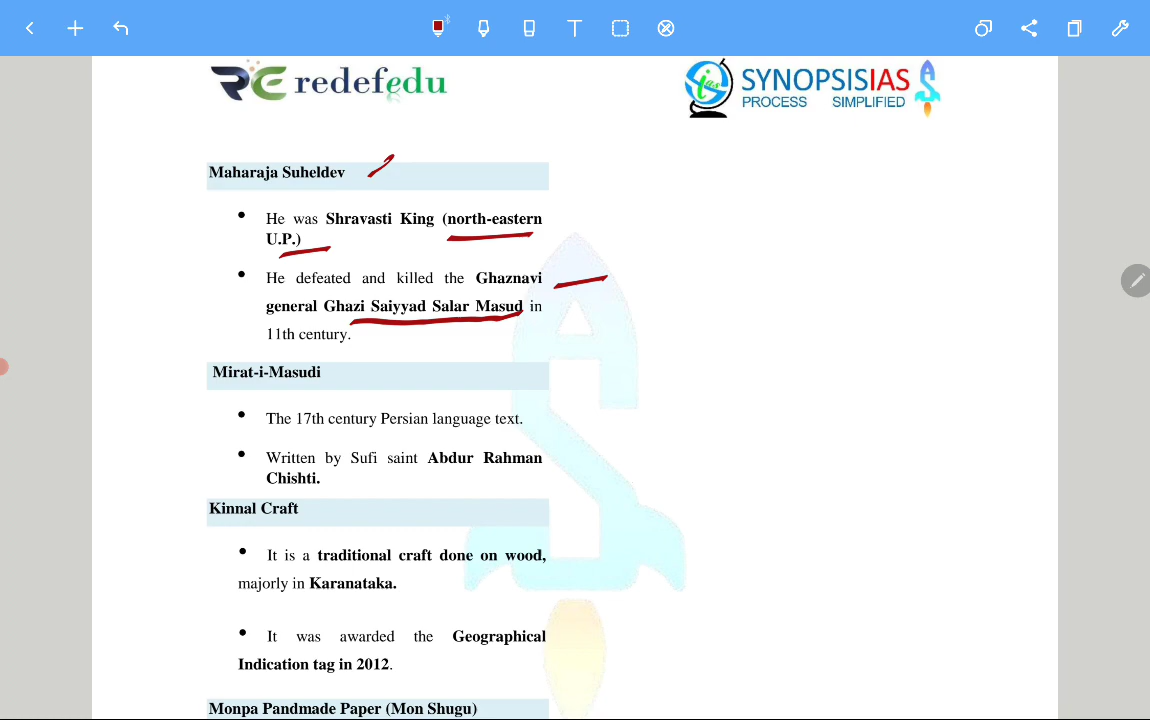 redefedu
SYNOPSISIAS
PROCESS SIMPLIFIED
Maharaja Suheldev
• He was Shravasti King (north-eastern
U.P.)
• He defeated and killed the Ghaznavi
general Ghazi Saiyyad Salar Masud in
11th century.
Mirat-i-Masudi
• The 17th century Persian language text.
• Written by Sufi saint Abdur Rahman
Chishti.
Kinnal Craft
• It is a traditional craft done on wood,
majorly in Karanataka.
• It was awarded the Geographical
Indication tag in 2012.
Monpa Pandmade Paper (Mon Shugu)